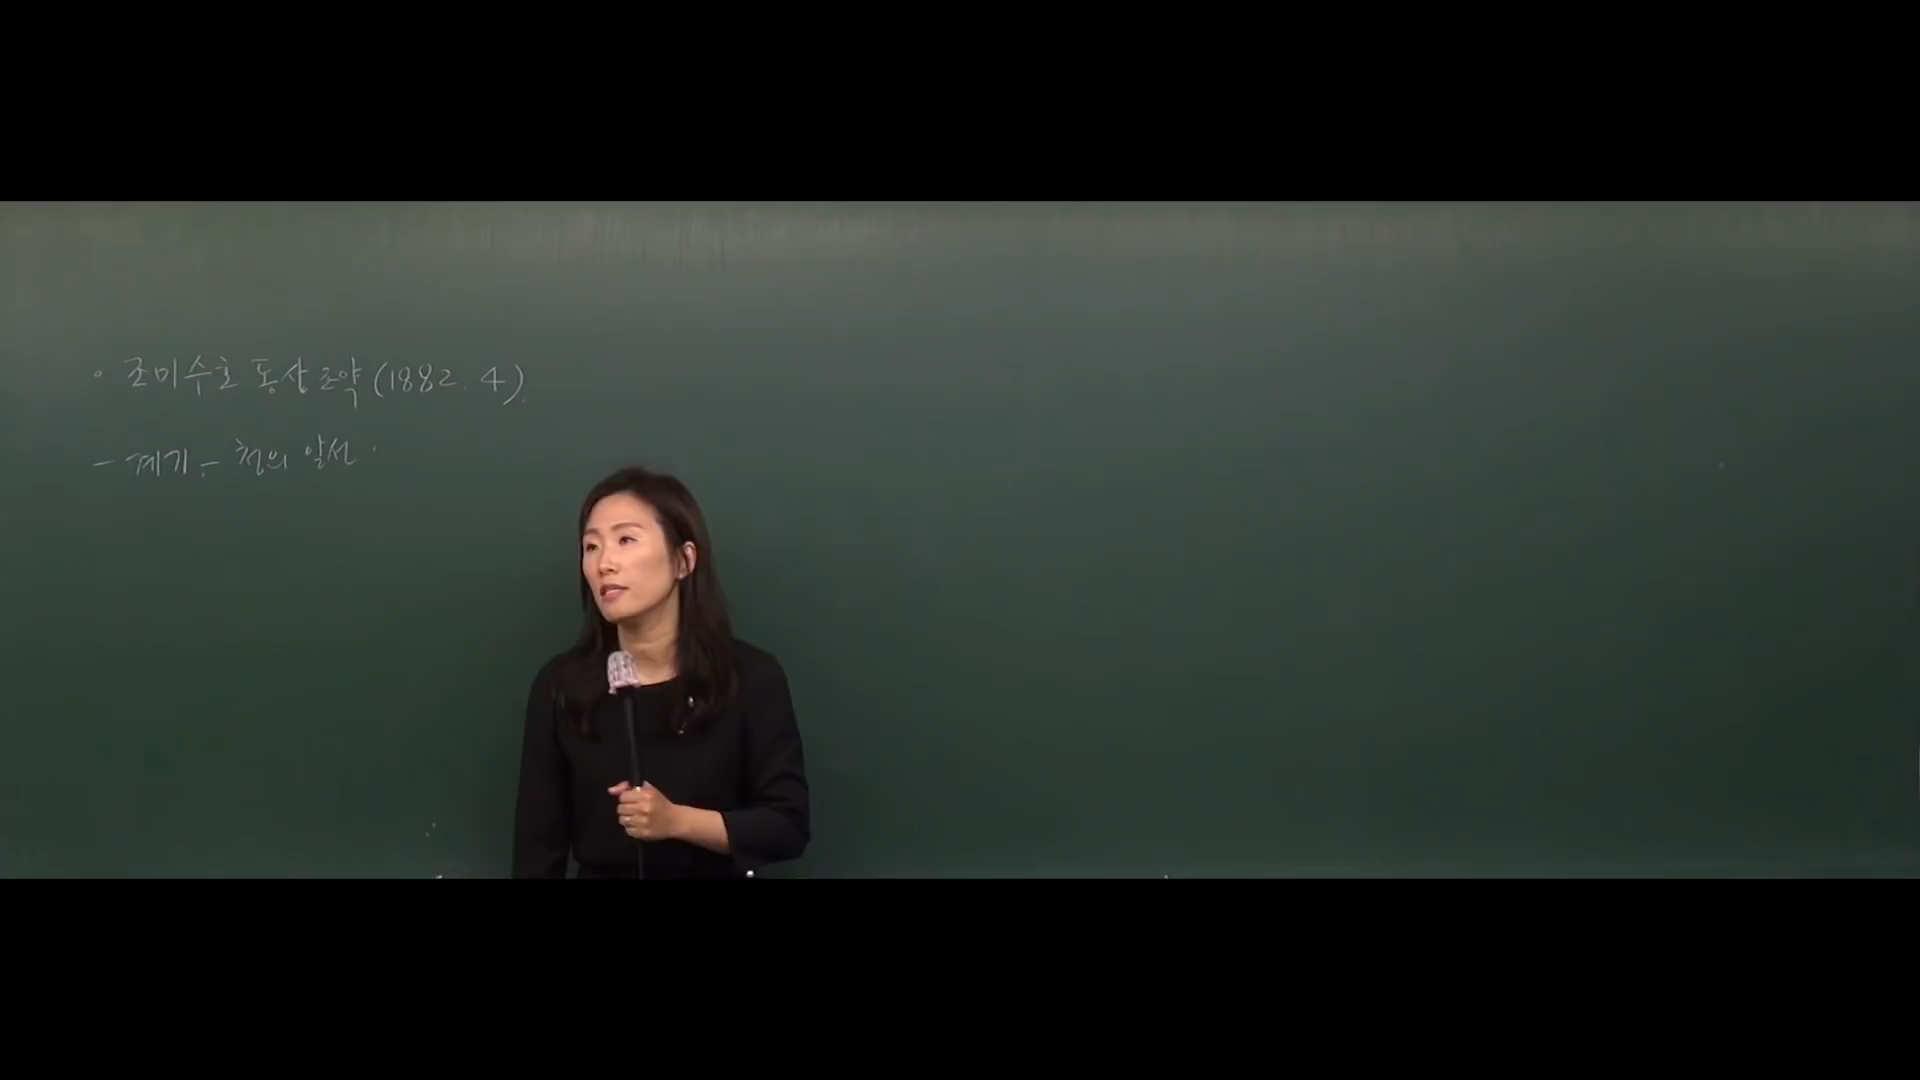 • 조미수호 통상조약 (1882. 4).
- 계기 - 청의 알선.